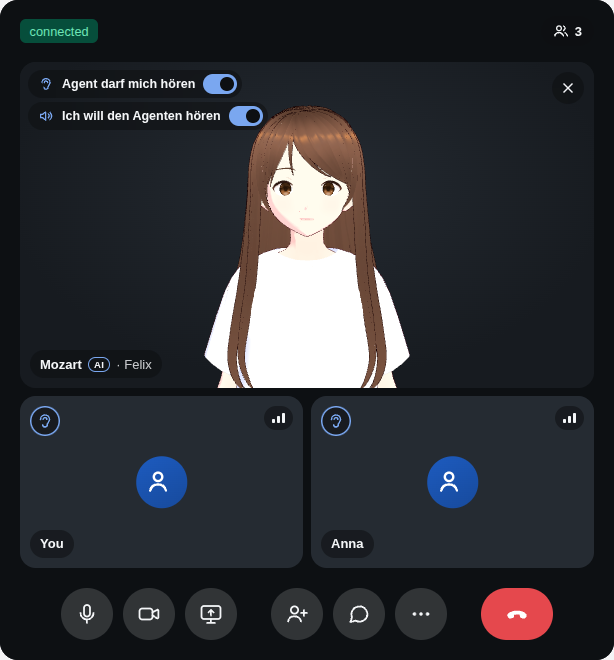 connected
3
Agent darf mich hören
Ich will den Agenten hören
Mozart AI · Felix
You
Anna